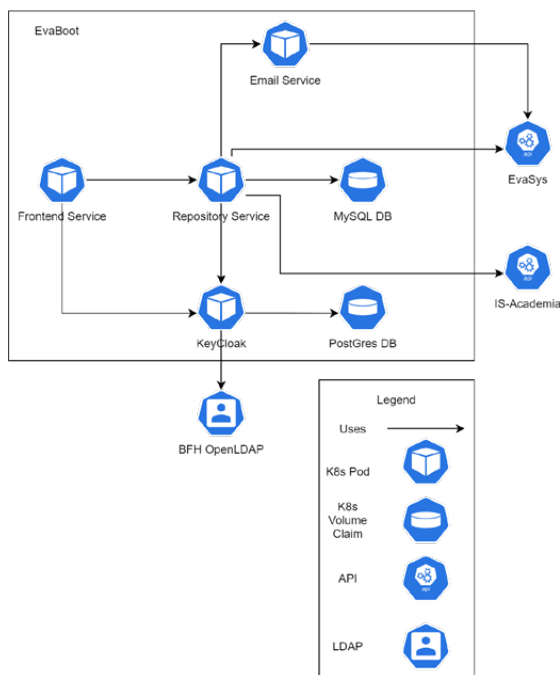 EvaBoot
Email Service
EvaSys
Frontend Service
Repository Service
MySQL DB
IS-Academia
KeyCloak
PostGres DB
BFH OpenLDAP
Legend
Uses
K8s Pod
K8s
Volume
Claim
API
LDAP